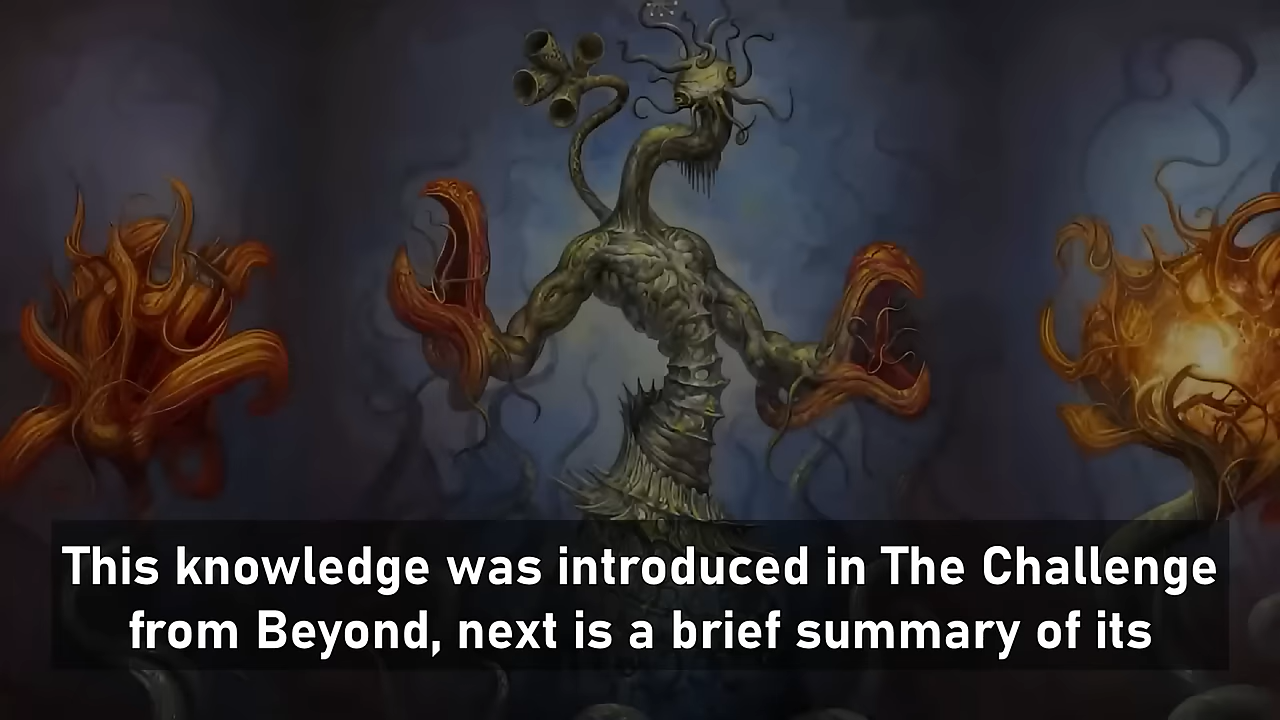 This knowledge was introduced in The Challenge
from Beyond, next is a brief summary of its